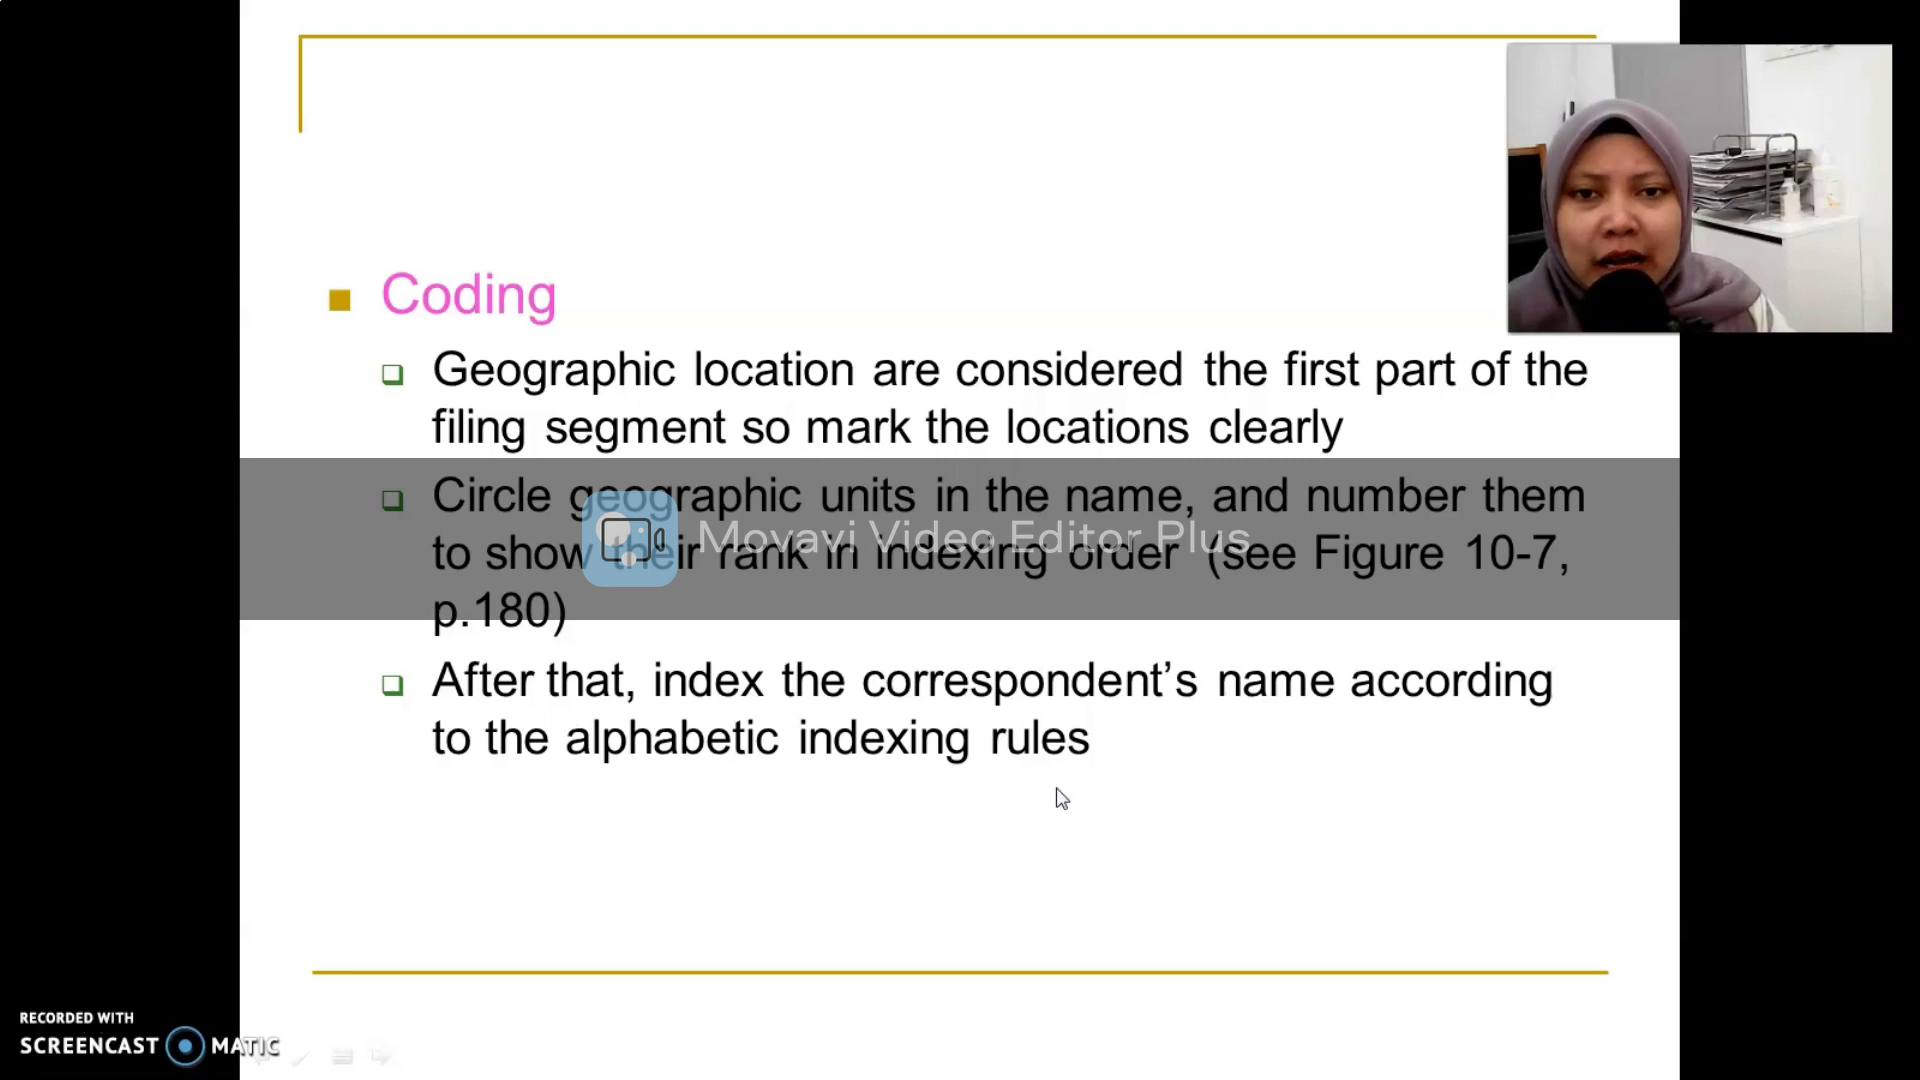 Coding
Geographic location are considered the first part of the
filing segment so mark the locations clearly
Circle geographic units in the name, and number them
to show their rank in indexing order (see Figure 10-7,
p.180)
Movavi Video Editor Plus
After that, index the correspondent’s name according
to the alphabetic indexing rules
RECORDED WITH
SCREENCAST MATIC